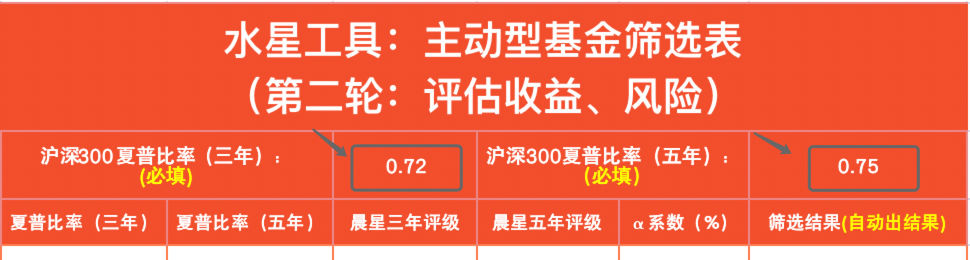 水星工具：主动型基金筛选表
（第二轮：评估收益、风险）
沪深300夏普比率（三年）：
(必填)
0.72
沪深300夏普比率（五年）：
(必填)
0.75
夏普比率（三年） 夏普比率（五年） 晨星三年评级 晨星五年评级 α系数（%） 筛选结果(自动出结果)